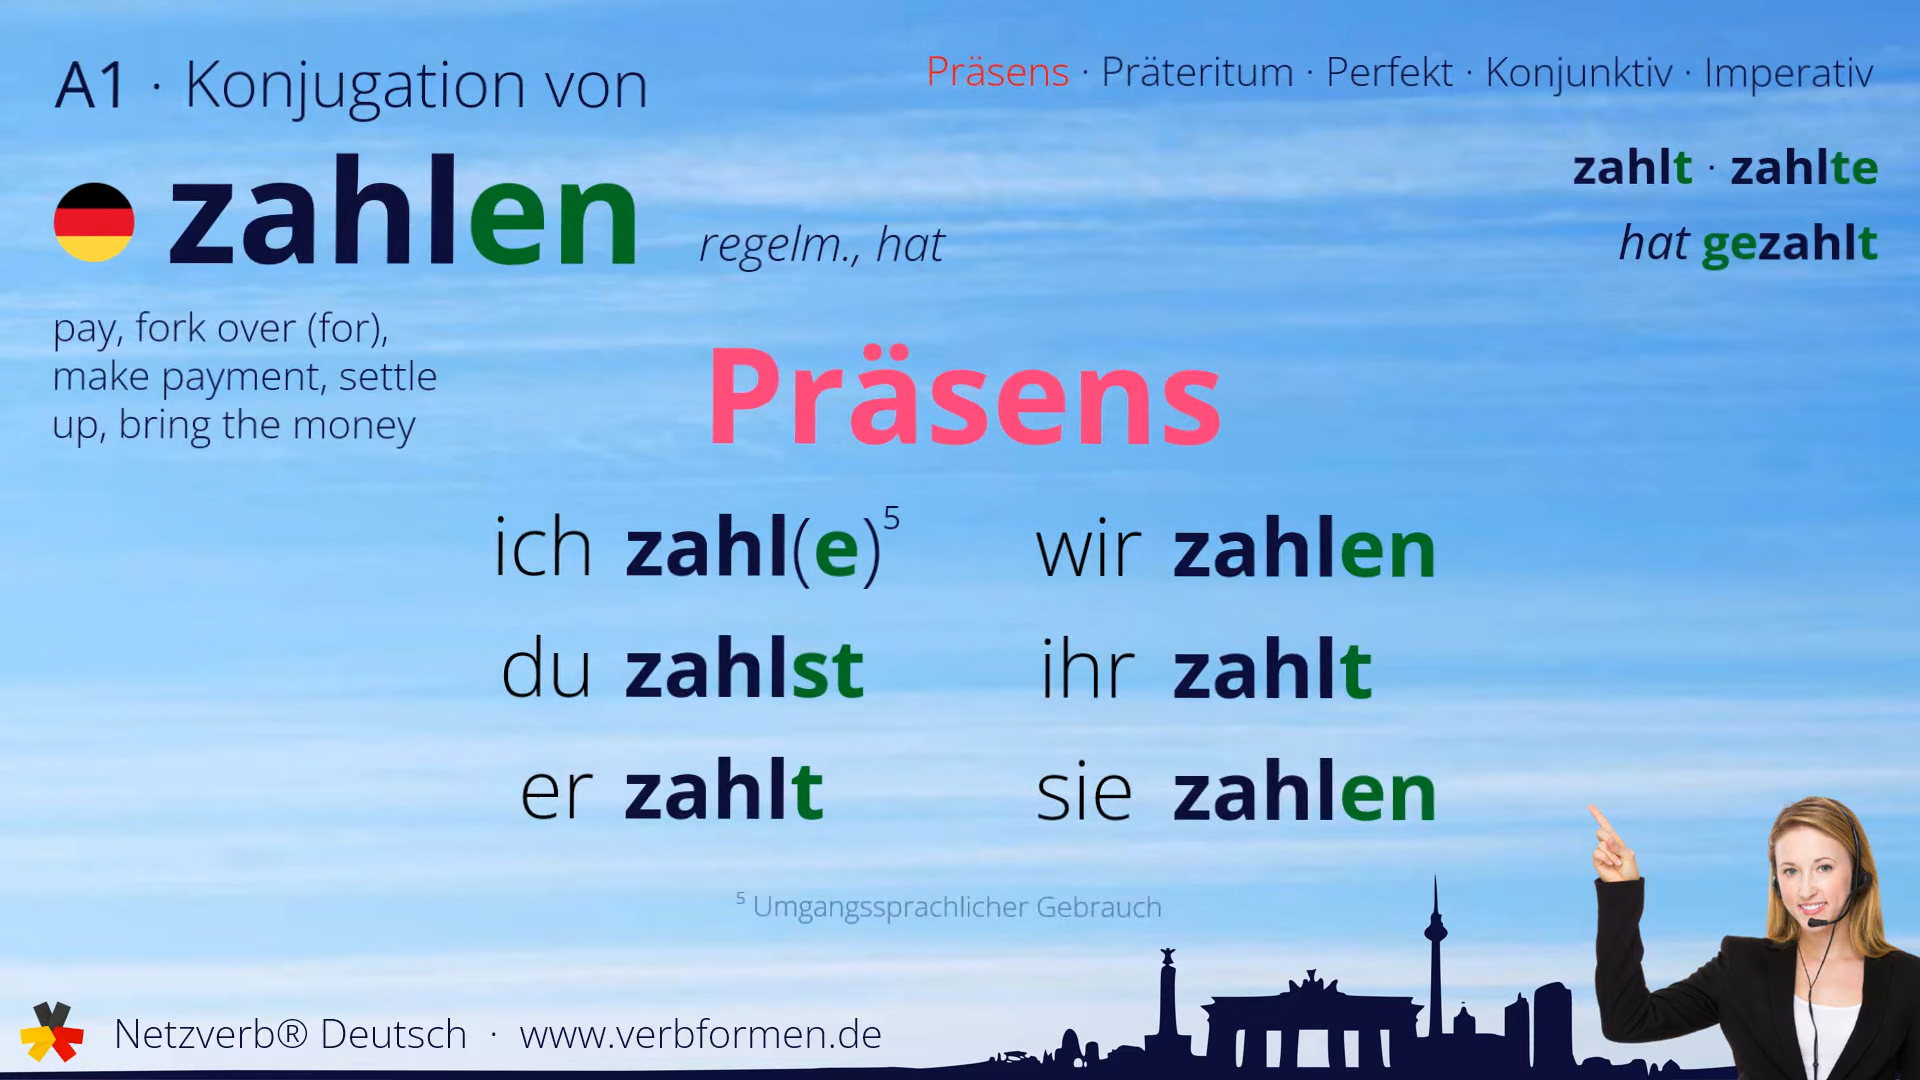 A1 · Konjugation von
Präsens · Präteritum · Perfekt · Konjunktiv · Imperativ
zahlen regelm., hat
zahlt · zahlte
hat gezahlt
pay, fork over (for),
make payment, settle
up, bring the money
Präsens
ich zahl(e)⁵ wir zahlen
du zahlst ihr zahlt
er zahlt sie zahlen
⁵ Umgangssprachlicher Gebrauch
Netzverb® Deutsch · www.verbformen.de